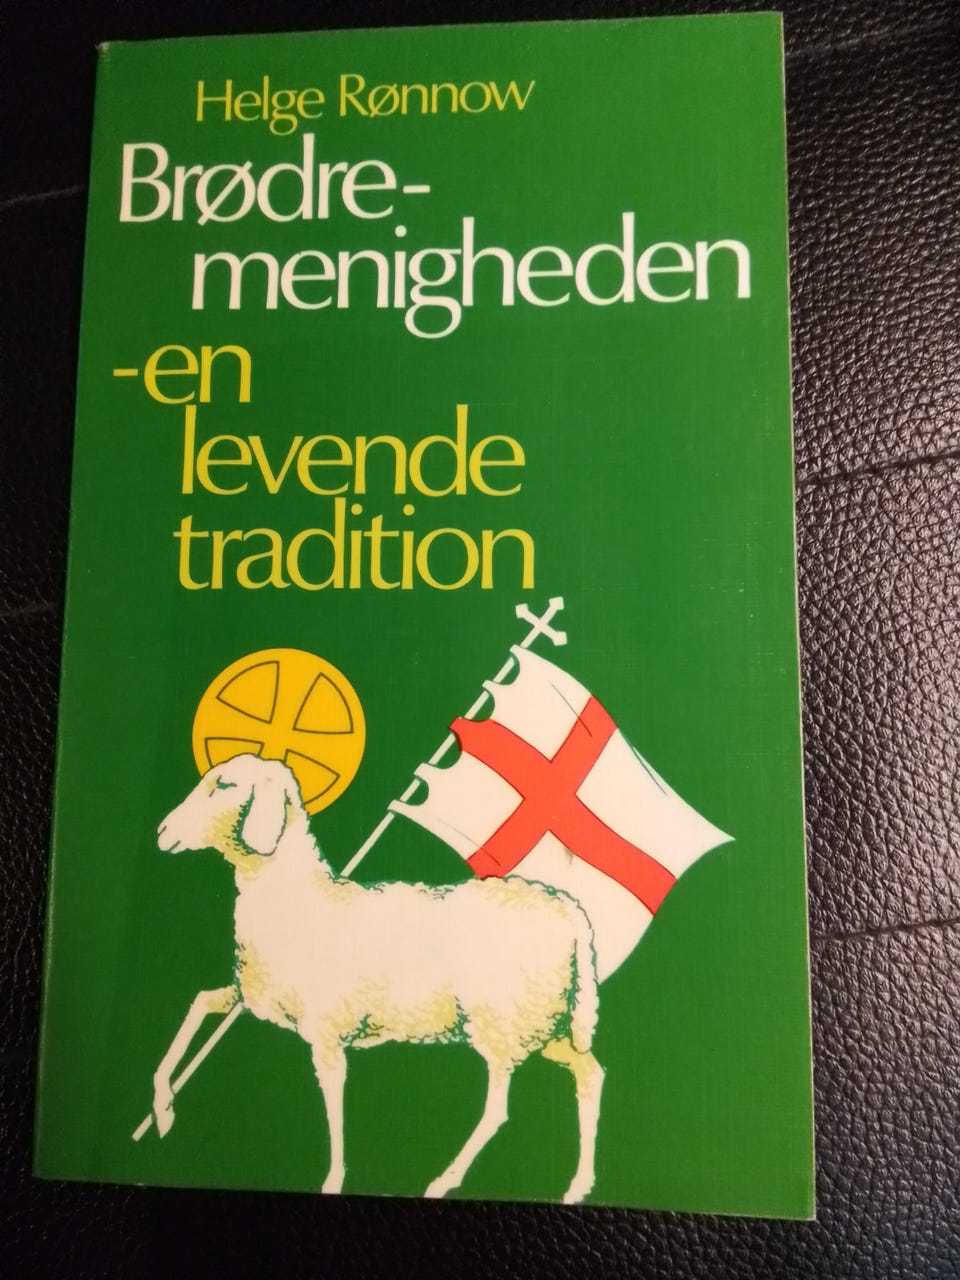 Helge Rønnow
Brødre-
menigheden
-en
levende
tradition